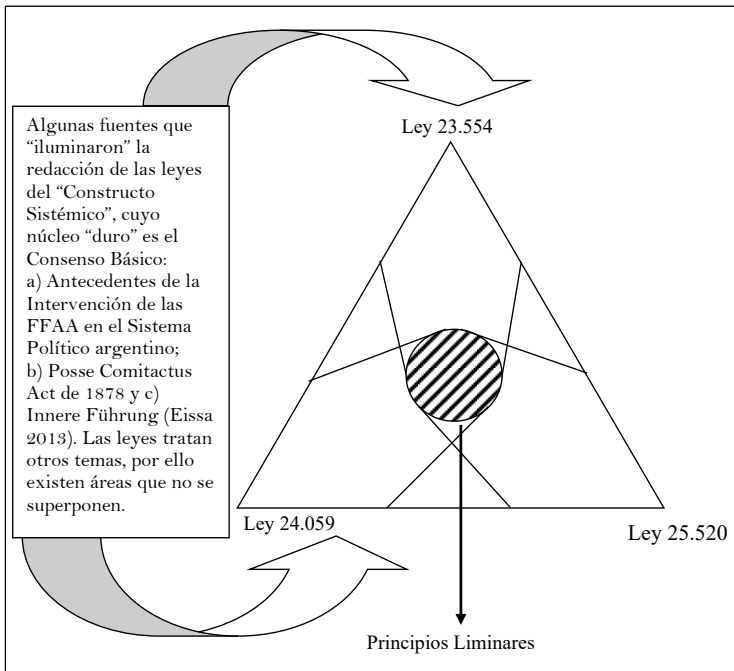 Algunas fuentes que
“iluminaron” la
redacción de las leyes
del “Constructo
Sistémico”, cuyo
núcleo “duro” es el
Consenso Básico:
a) Antecedentes de la
Intervención de las
FFAA en el Sistema
Político argentino;
b) Posse Comitactus
Act de 1878 y c)
Innere Führung (Eissa
2013). Las leyes tratan
otros temas, por ello
existen áreas que no se
superponen.
Ley 23.554
Ley 24.059
Ley 25.520
Principios Liminares